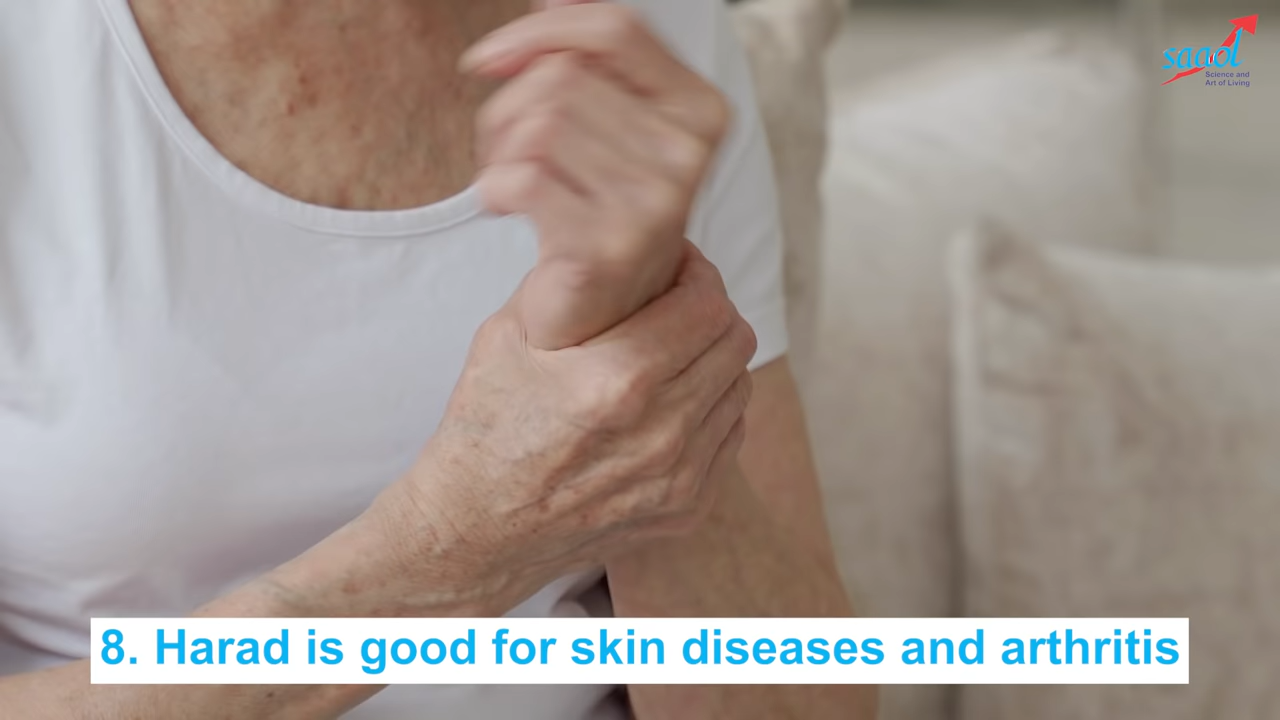 saaol
Science and
Art of Living
8. Harad is good for skin diseases and arthritis